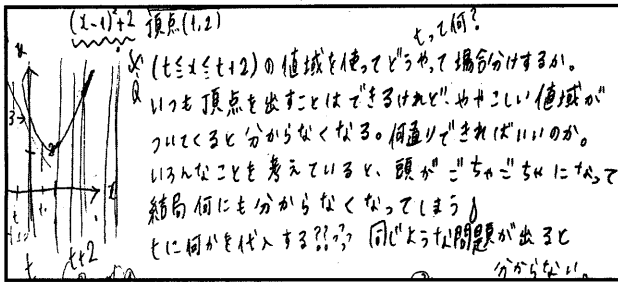 (x-1)²+2 頂点(1,2)
tって何?
(t≦x≦t+2)の値域を使ってどうやって場合分けするか。
いつも頂点を出すことはできるけれど、ややこしい値域が
ついてくると分からなくなる。何通りできればいいのか。
いろんなことを考えていると、頭がごちゃごちゃになって
結局何にも分からなくなってしまう
tに何かを代入する???? 同じような問題が出ると
分からない。
3
t
t+2